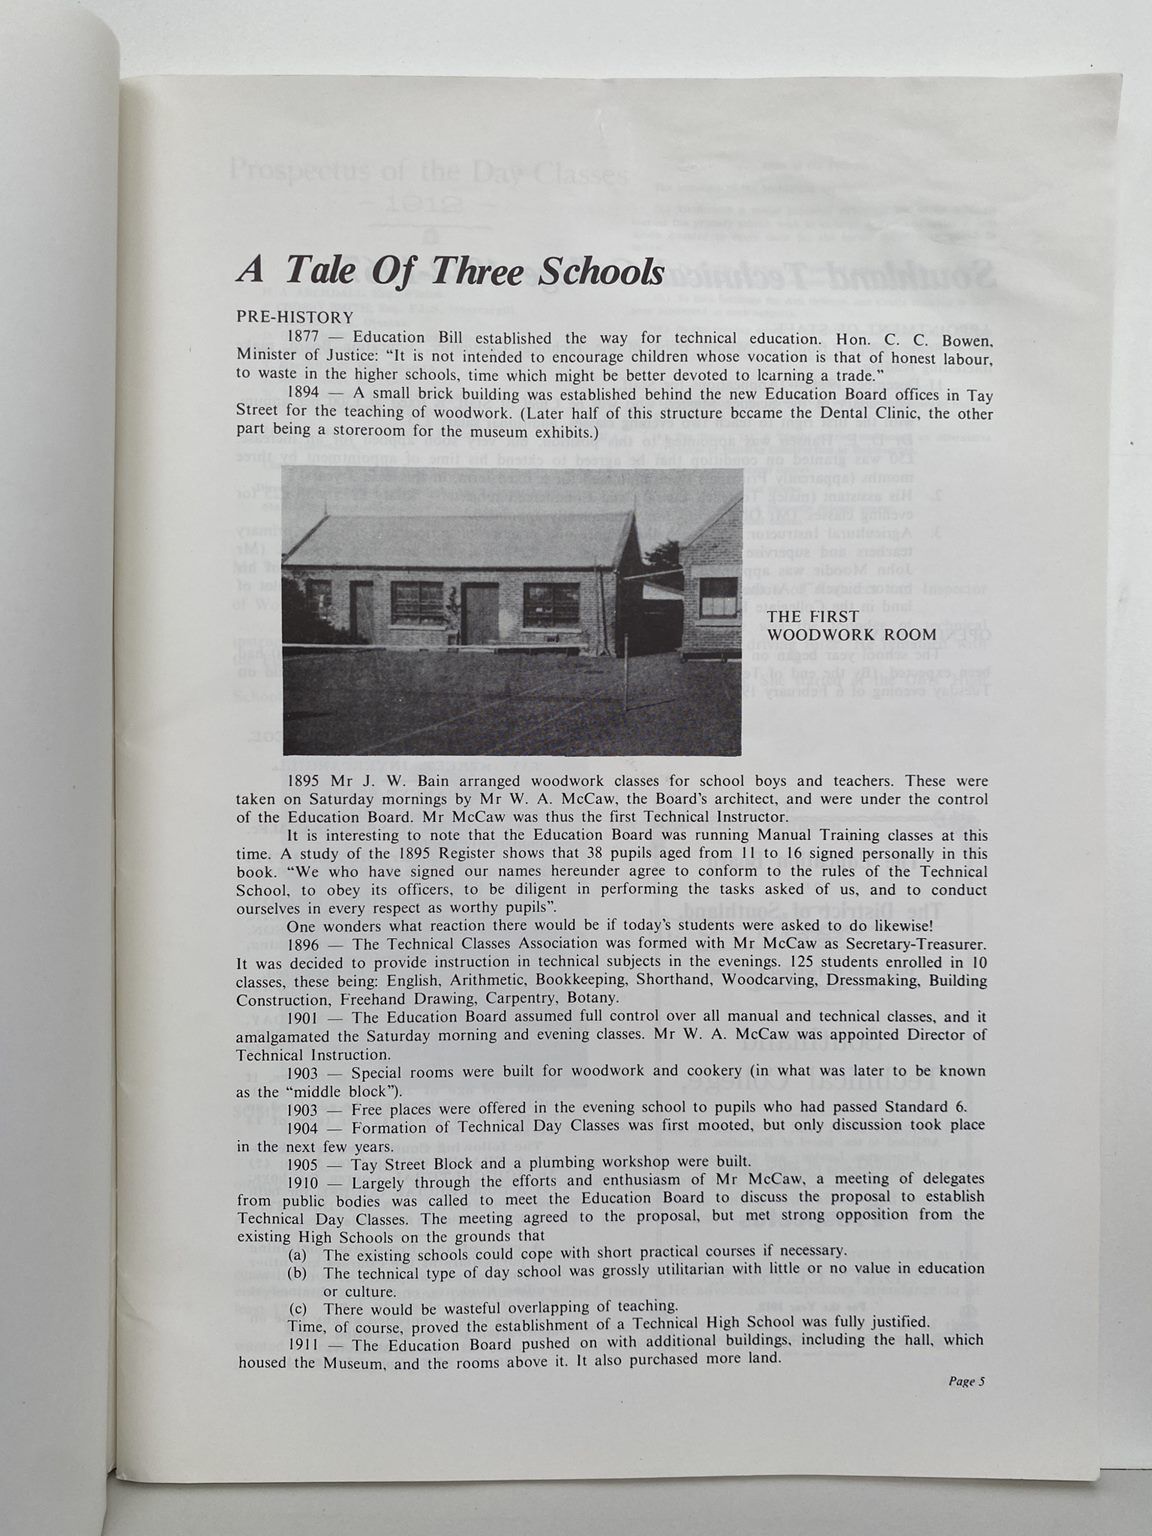 A Tale Of Three Schools
PRE-HISTORY
1877 — Education Bill established the way for technical education. Hon. C. C. Bowen,
Minister of Justice: “It is not intended to encourage children whose vocation is that of honest labour,
to waste in the higher schools, time which might be better devoted to learning a trade.”
1894 — A small brick building was established behind the new Education Board offices in Tay
Street for the teaching of woodwork. (Later half of this structure became the Dental Clinic, the other
part being a storeroom for the museum exhibits.)
THE FIRST
WOODWORK ROOM
1895 Mr J. W. Bain arranged woodwork classes for school boys and teachers. These were
taken on Saturday mornings by Mr W. A. McCaw, the Board’s architect, and were under the control
of the Education Board. Mr McCaw was thus the first Technical Instructor.
It is interesting to note that the Education Board was running Manual Training classes at this
time. A study of the 1895 Register shows that 38 pupils aged from 11 to 16 signed personally in this
book. “We who have signed our names hereunder agree to conform to the rules of the Technical
School, to obey its officers, to be diligent in performing the tasks asked of us, and to conduct
ourselves in every respect as worthy pupils”.
One wonders what reaction there would be if today’s students were asked to do likewise!
1896 — The Technical Classes Association was formed with Mr McCaw as Secretary-Treasurer.
It was decided to provide instruction in technical subjects in the evenings. 125 students enrolled in 10
classes, these being: English, Arithmetic, Bookkeeping, Shorthand, Woodcarving, Dressmaking, Building
Construction, Freehand Drawing, Carpentry, Botany.
1901 — The Education Board assumed full control over all manual and technical classes, and it
amalgamated the Saturday morning and evening classes. Mr W. A. McCaw was appointed Director of
Technical Instruction.
1903 — Special rooms were built for woodwork and cookery (in what was later to be known
as the “middle block”).
1903 — Free places were offered in the evening school to pupils who had passed Standard 6.
1904 — Formation of Technical Day Classes was first mooted, but only discussion took place
in the next few years.
1905 — Tay Street Block and a plumbing workshop were built.
1910 — Largely through the efforts and enthusiasm of Mr McCaw, a meeting of delegates
from public bodies was called to meet the Education Board to discuss the proposal to establish
Technical Day Classes. The meeting agreed to the proposal, but met strong opposition from the
existing High Schools on the grounds that
(a) The existing schools could cope with short practical courses if necessary.
(b) The technical type of day school was grossly utilitarian with little or no value in education
or culture.
(c) There would be wasteful overlapping of teaching.
Time, of course, proved the establishment of a Technical High School was fully justified.
1911 — The Education Board pushed on with additional buildings, including the hall, which
housed the Museum, and the rooms above it. It also purchased more land.
Page 5